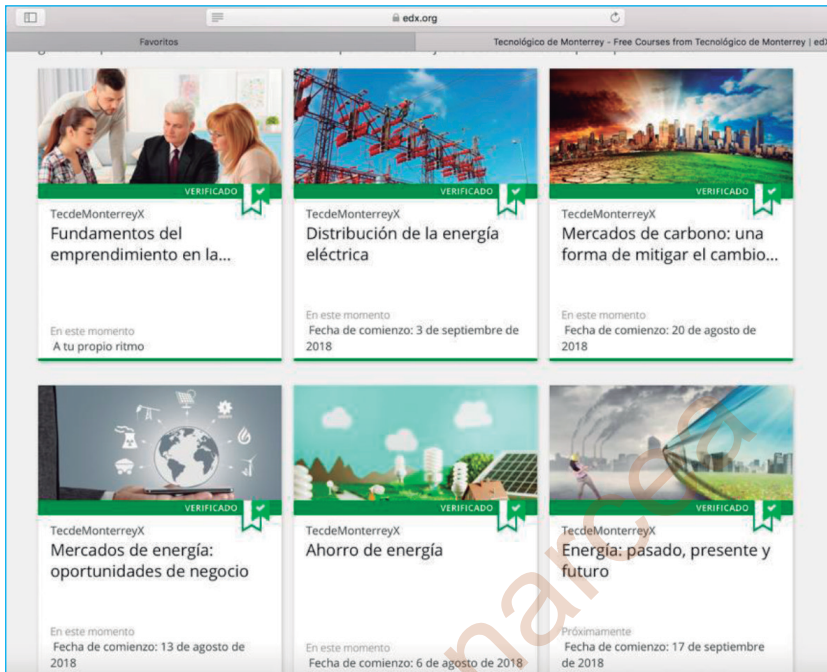 edx.org
Favoritos
Tecnológico de Monterrey - Free Courses from Tecnológico de Monterrey | edX
VERIFICADO
TecdeMonterreyX
Fundamentos del
emprendimiento en la...
En este momento
A tu propio ritmo
VERIFICADO
TecdeMonterreyX
Distribución de la energía
eléctrica
En este momento
Fecha de comienzo: 3 de septiembre de
2018
VERIFICADO
TecdeMonterreyX
Mercados de carbono: una
forma de mitigar el cambio...
En este momento
Fecha de comienzo: 20 de agosto de
2018
VERIFICADO
TecdeMonterreyX
Mercados de energía:
oportunidades de negocio
En este momento
Fecha de comienzo: 13 de agosto de
2018
VERIFICADO
TecdeMonterreyX
Ahorro de energía
En este momento
Fecha de comienzo: 6 de agosto de 2018
VERIFICADO
TecdeMonterreyX
Energía: pasado, presente y
futuro
Próximamente
Fecha de comienzo: 17 de septiembre
de 2018
narcea